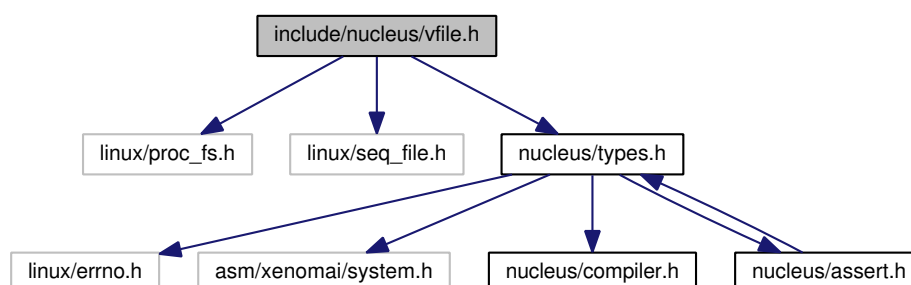 include/nucleus/vfile.h
linux/proc_fs.h
linux/seq_file.h
nucleus/types.h
linux/errno.h
asm/xenomai/system.h
nucleus/compiler.h
nucleus/assert.h